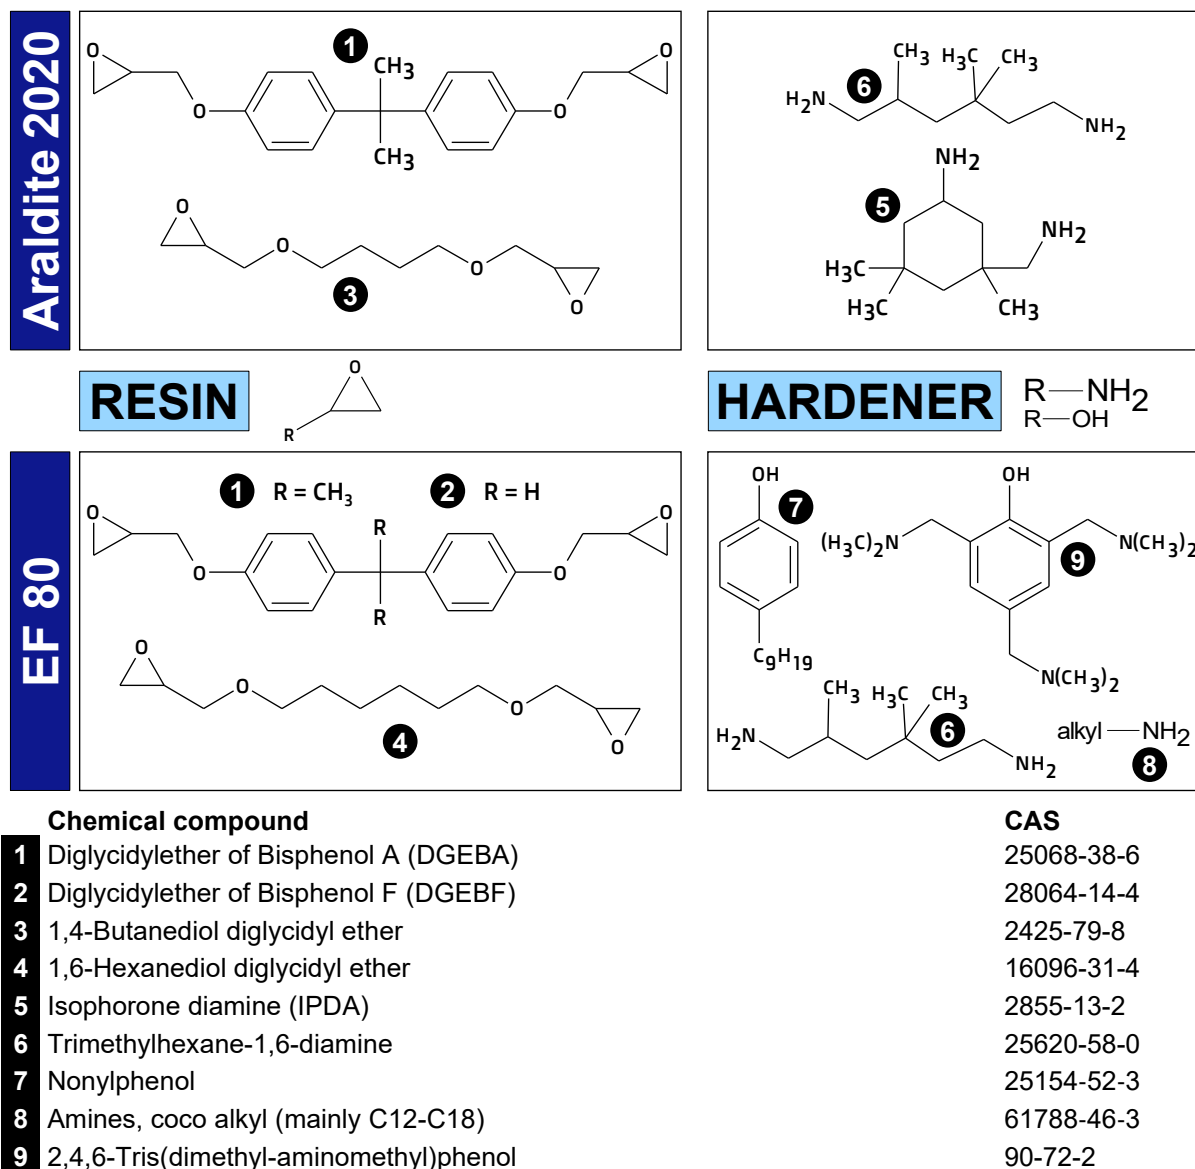 Araldite 2020
1
O
O
O
O
CH3
CH3
3
O
O
O
O
6
H2N
CH3
H3C
CH3
NH2
5
NH2
NH2
H3C
H3C
CH3
RESIN
O
R
HARDENER
R—NH2
R—OH
EF 80
1 R = CH3
2 R = H
O
O
O
O
R
R
4
O
O
O
O
7
OH
C9H19
9
OH
(H3C)2N
N(CH3)2
N(CH3)2
6
H2N
CH3
H3C
CH3
NH2
alkyl—NH2
8
Chemical compound CAS
1 Diglycidylether of Bisphenol A (DGEBA) 25068-38-6
2 Diglycidylether of Bisphenol F (DGEBF) 28064-14-4
3 1,4-Butanediol diglycidyl ether 2425-79-8
4 1,6-Hexanediol diglycidyl ether 16096-31-4
5 Isophorone diamine (IPDA) 2855-13-2
6 Trimethylhexane-1,6-diamine 25620-58-0
7 Nonylphenol 25154-52-3
8 Amines, coco alkyl (mainly C12-C18) 61788-46-3
9 2,4,6-Tris(dimethyl-aminomethyl)phenol 90-72-2